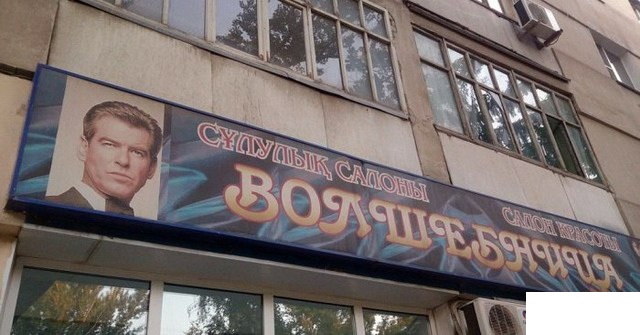 СҰЛУЛЫҚ САЛОНЫ
САЛОН КРАСОТЫ
ВОЛШЕБНИЦА